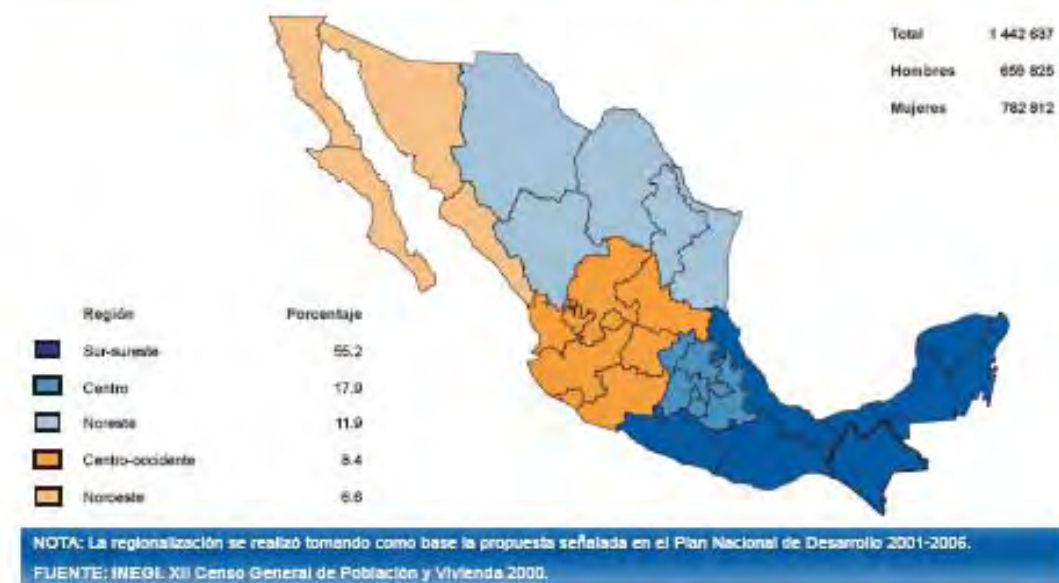 Total 1 442 637
Hombres 659 825
Mujeres 782 812
Región Porcentaje
Sur-sureste 55.2
Centro 17.9
Noreste 11.9
Centro-occidente 8.4
Noroeste 6.6
NOTA: La regionalización se realizó tomando como base la propuesta señalada en el Plan Nacional de Desarrollo 2001-2006.
FUENTE: INEGI. XII Censo General de Población y Vivienda 2000.